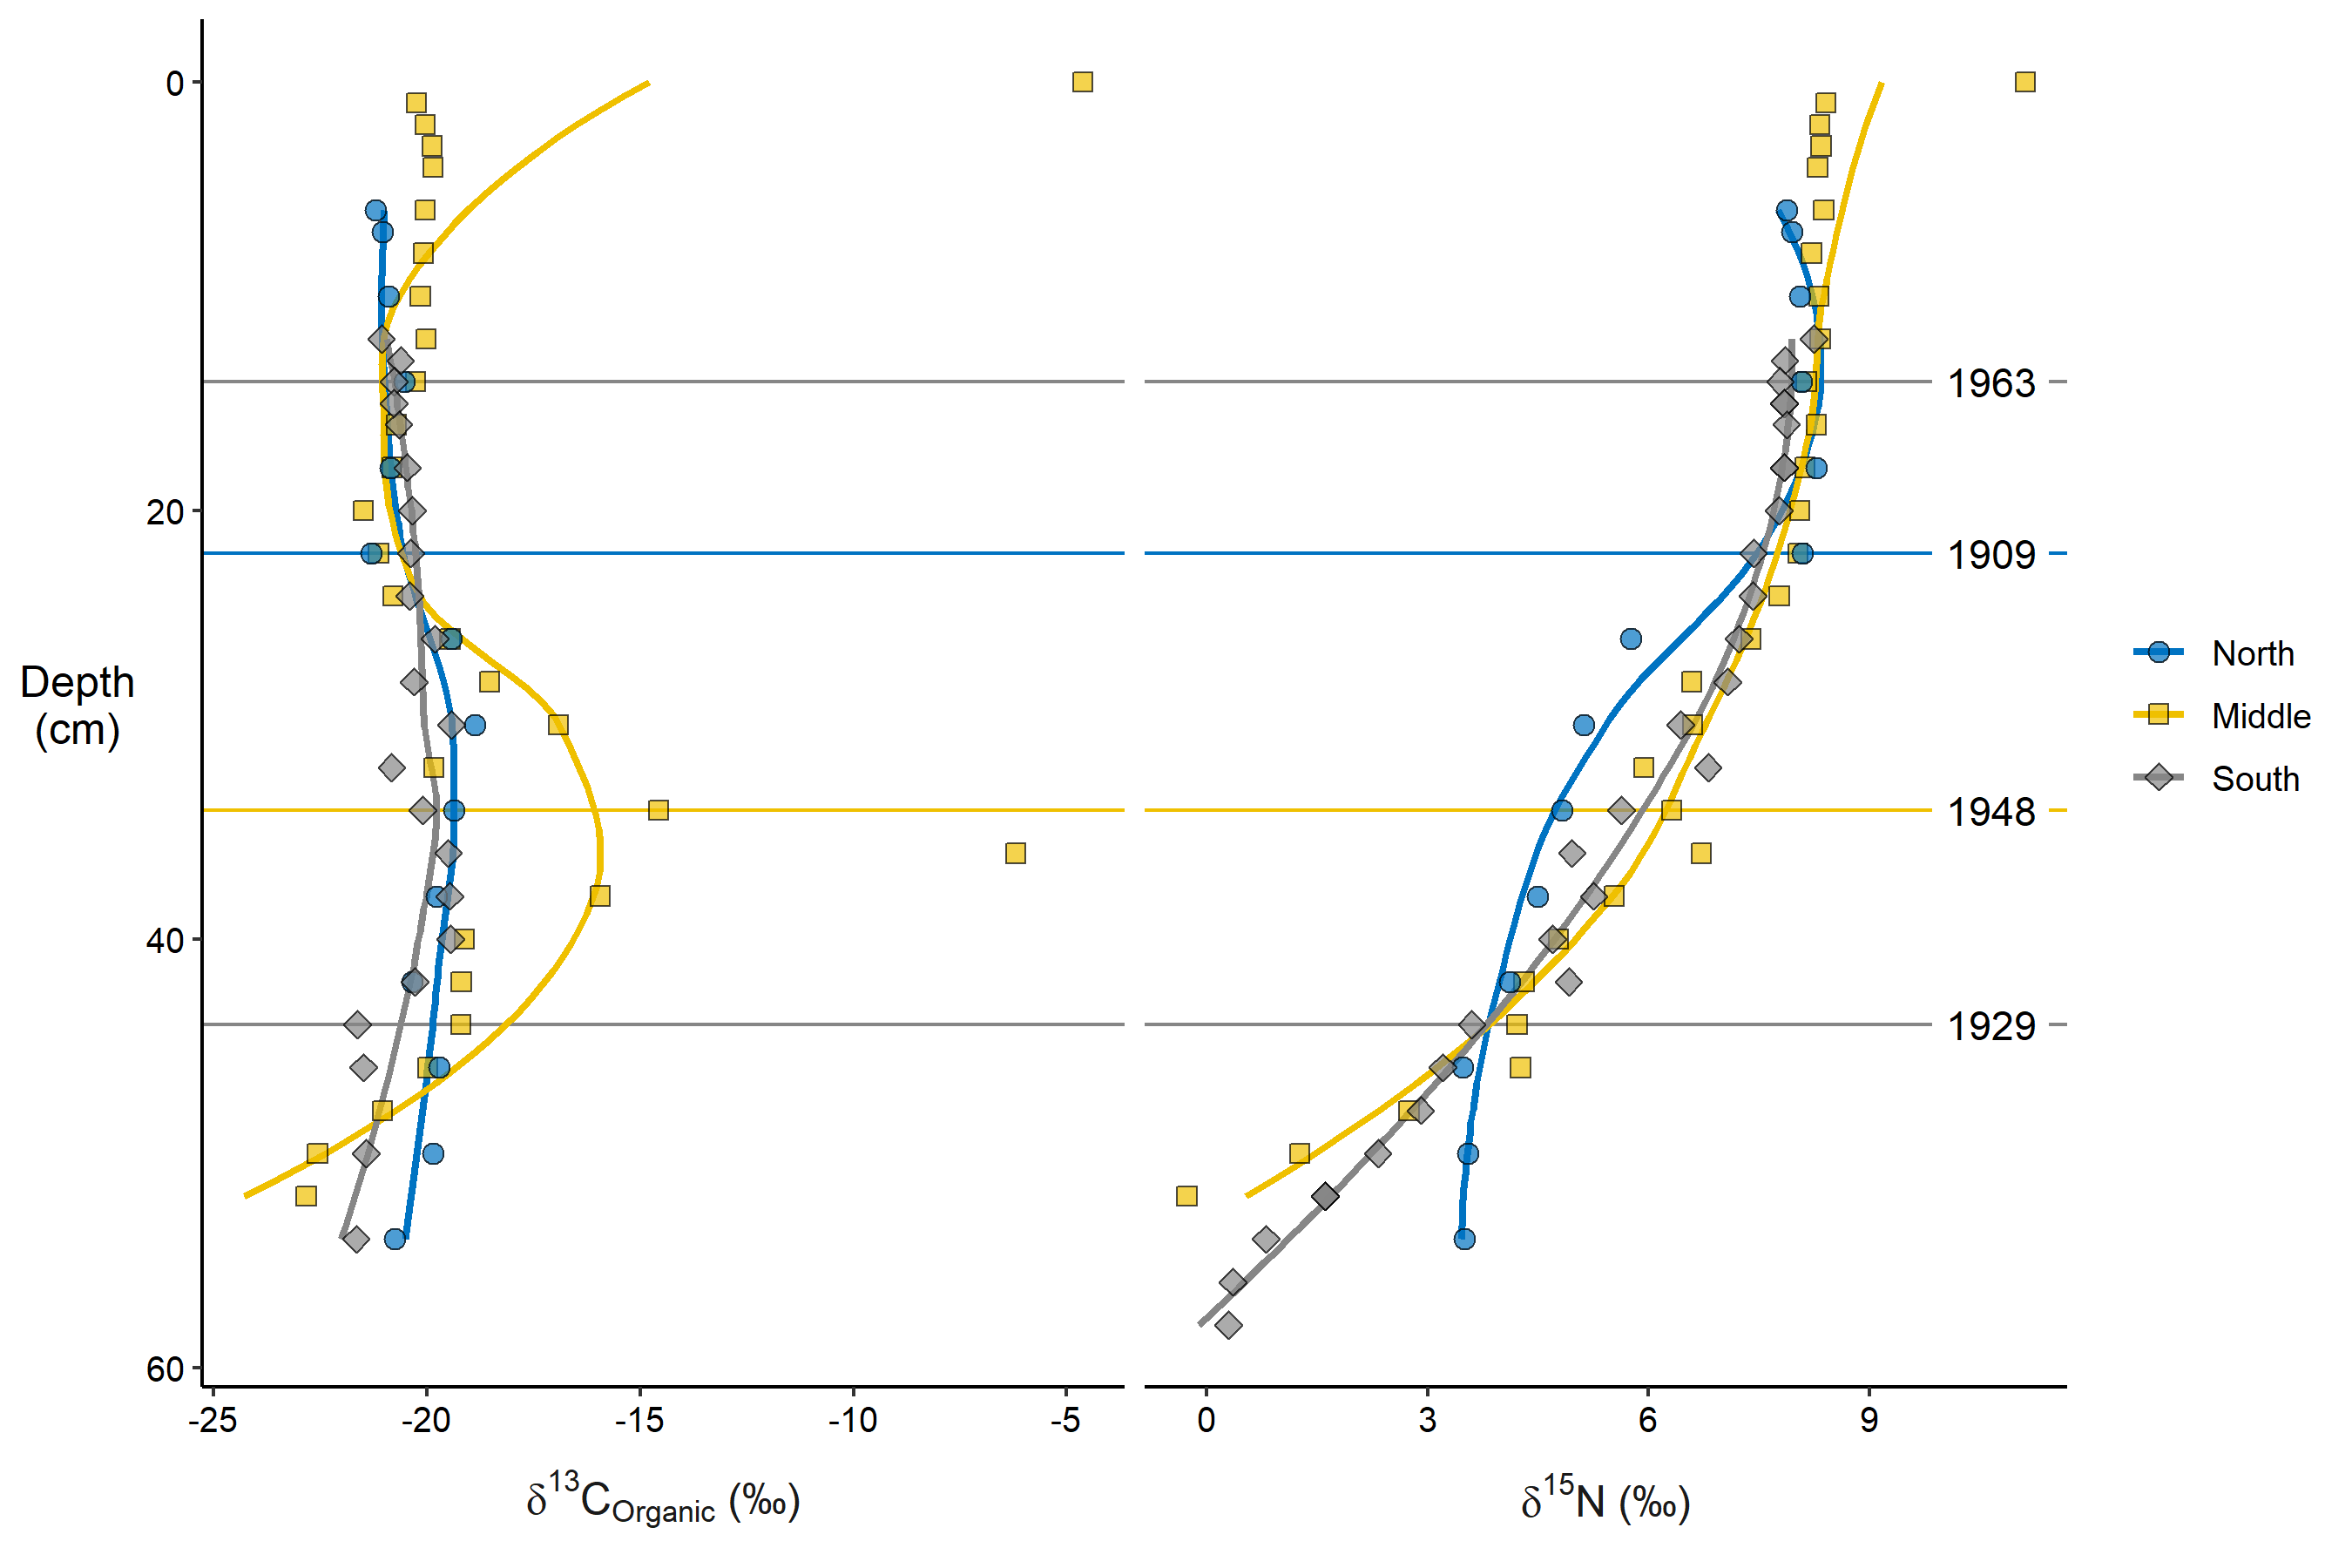 0
20
40
60
Depth
(cm)
-25 -20 -15 -10 -5
δ13COrganic (‰)
0 3 6 9
δ15N (‰)
1963
1909
1948
1929
North
Middle
South